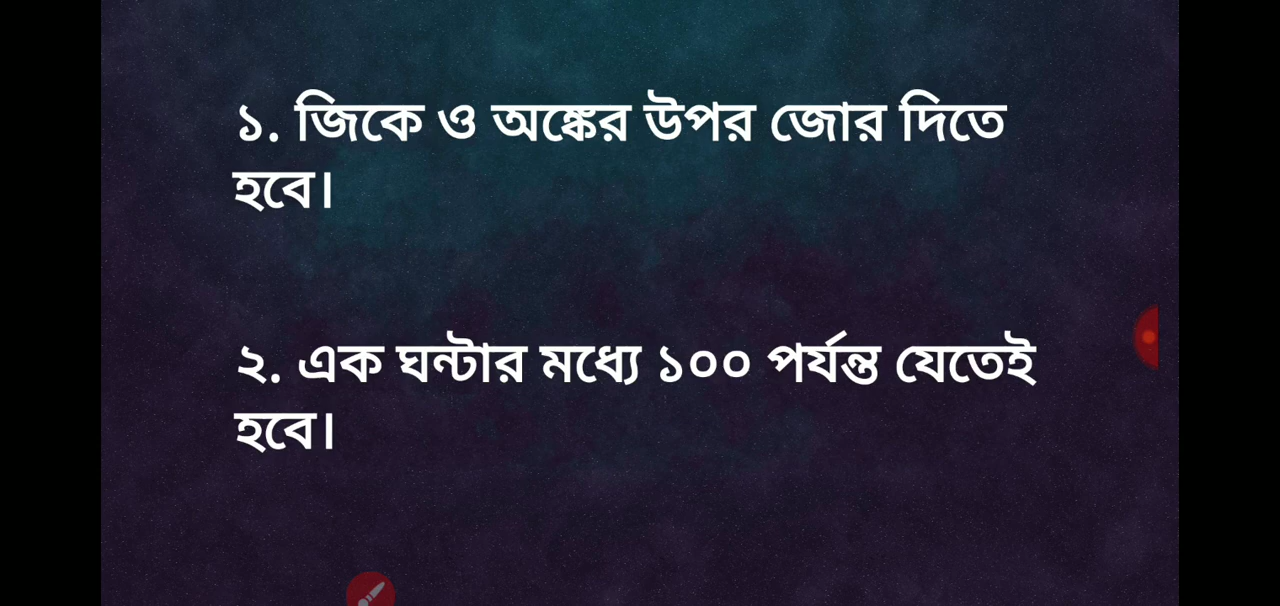 ১. জিকে ও অঙ্কের উপর জোর দিতে
হবে।
২. এক ঘন্টার মধ্যে ১০০ পর্যন্ত যেতেই
হবে।